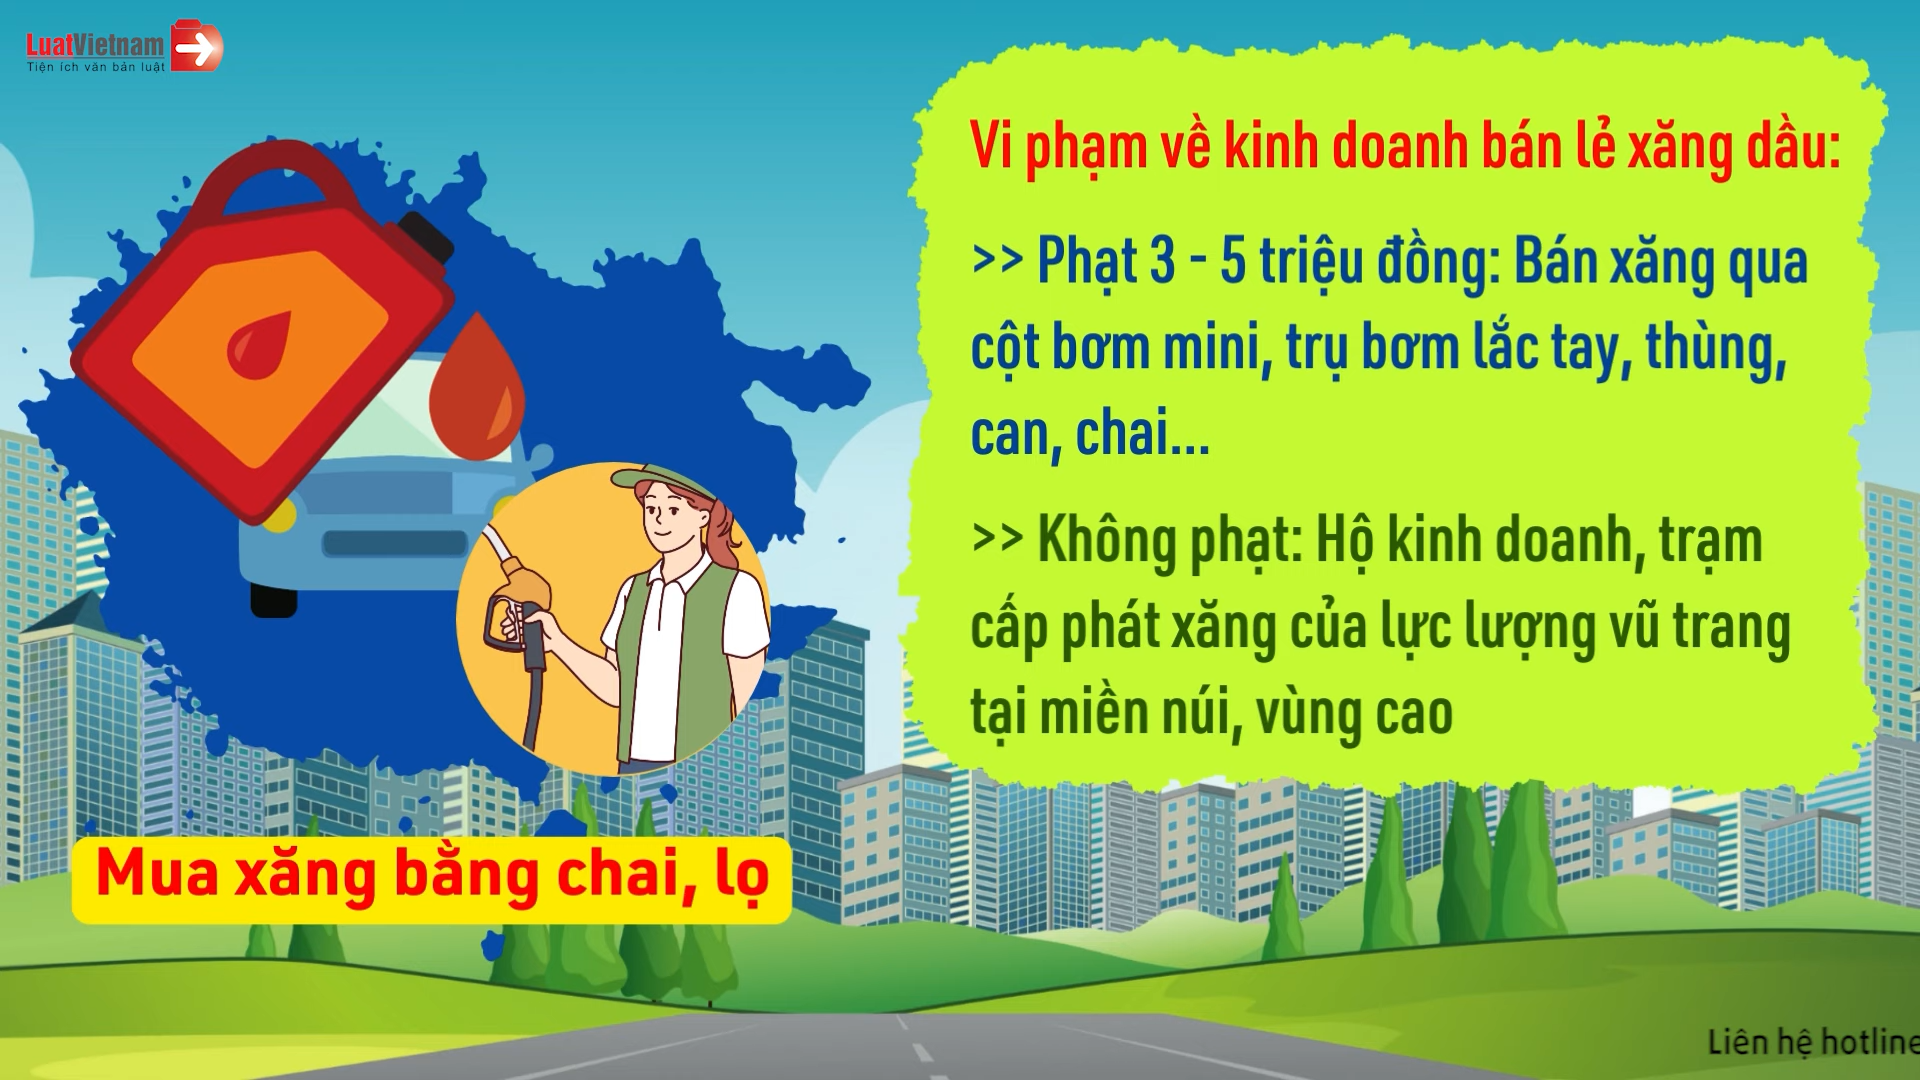 LuatVietnam
Tiện ích văn bản luật
Vi phạm về kinh doanh bán lẻ xăng dầu:
>> Phạt 3 - 5 triệu đồng: Bán xăng qua
cột bơm mini, trụ bơm lắc tay, thùng,
can, chai...
>> Không phạt: Hộ kinh doanh, trạm
cấp phát xăng của lực lượng vũ trang
tại miền núi, vùng cao
Mua xăng bằng chai, lọ
Liên hệ hotline